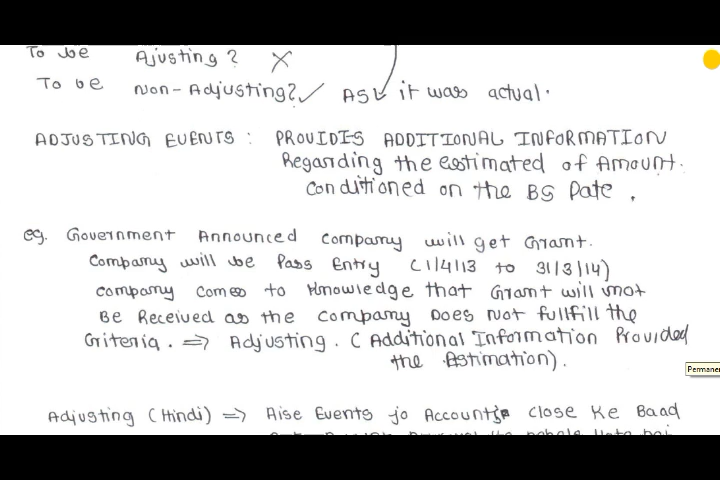 To be Ajusting?
To be Non-Adjusting? AS it was actual.
ADJUSTING EVENTS: PROVIDES ADDITIONAL INFORMATION
Regarding the estimated of Amount.
conditioned on the BS Date.
eg. Government Announced company will get Grant.
Company will be Pass Entry (1/4/13 to 31/3/14)
company comes to knowledge that Grant will not
Be Received as the company Does Not fullfill the
Criteria. ⇒ Adjusting. (Additional Information Provided
the Astimation).
Permane
Adjusting (Hindi) ⇒ Aise Events jo Accounts close ke Baad